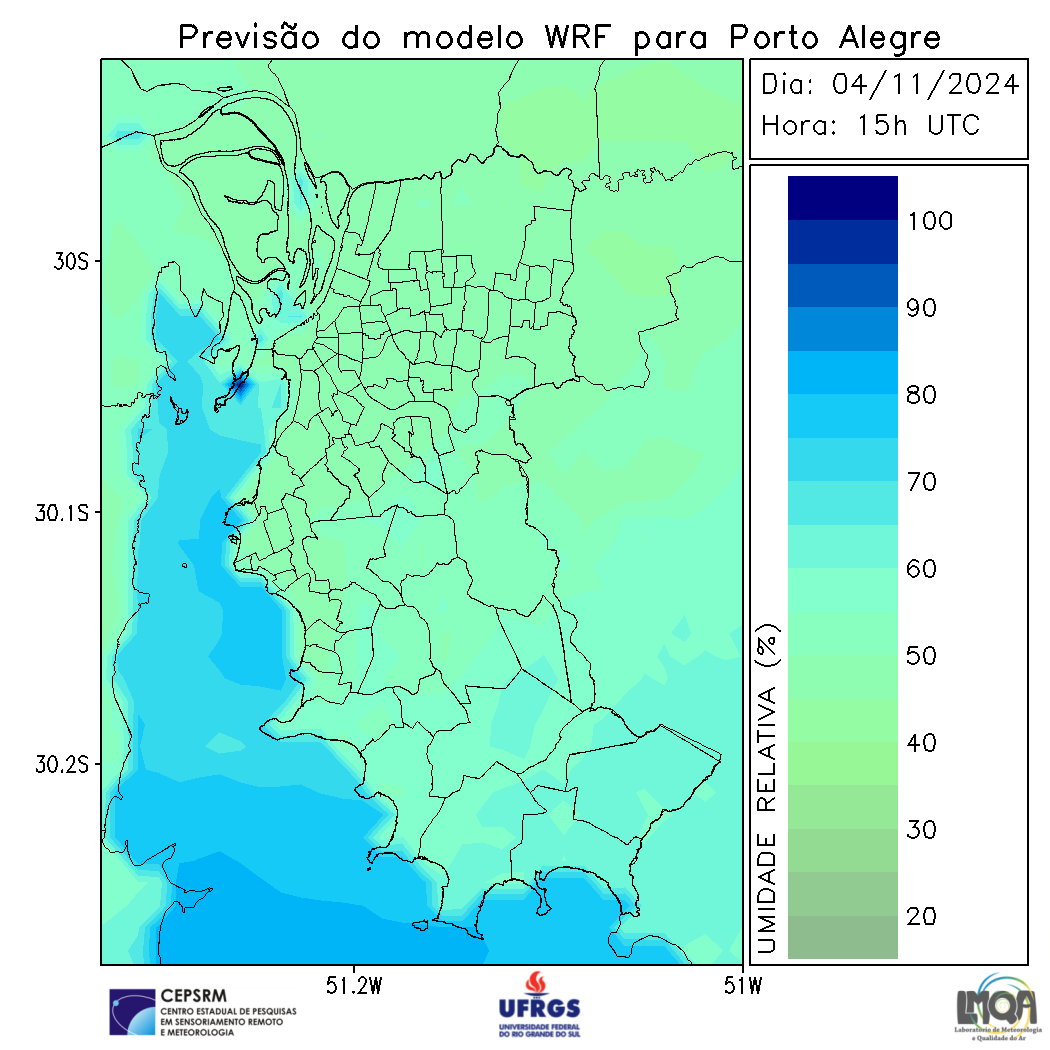 Previsão do modelo WRF para Porto Alegre
Dia: 04/11/2024
Hora: 15h UTC
30S
30.1S
30.2S
51.2W
51W
UMIDADE RELATIVA (%)
100
90
80
70
60
50
40
30
20
CEPSRM
CENTRO ESTADUAL DE PESQUISAS
EM SENSORIAMENTO REMOTO
E METEOROLOGIA
UFRGS
UNIVERSIDADE FEDERAL
DO RIO GRANDE DO SUL
LMQA
Laboratório de Meteorologia
e Qualidade do Ar